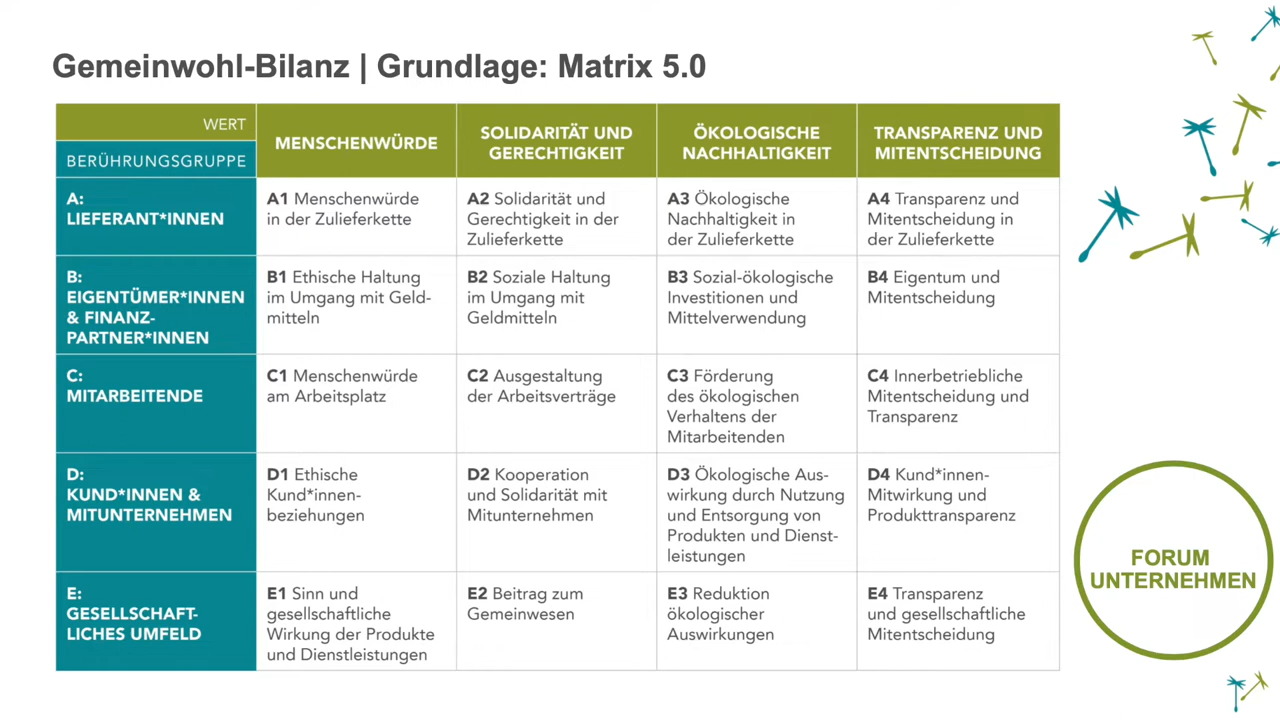 Gemeinwohl-Bilanz | Grundlage: Matrix 5.0
WERT
BERÜHRUNGSGRUPPE
MENSCHENWÜRDE
SOLIDARITÄT UND
GERECHTIGKEIT
ÖKOLOGISCHE
NACHHALTIGKEIT
TRANSPARENZ UND
MITENTSCHEIDUNG
A:
LIEFERANT*INNEN
A1 Menschenwürde
in der Zulieferkette
A2 Solidarität und
Gerechtigkeit in der
Zulieferkette
A3 Ökologische
Nachhaltigkeit in
der Zulieferkette
A4 Transparenz und
Mitentscheidung in
der Zulieferkette
B:
EIGENTÜMER*INNEN
& FINANZ-
PARTNER*INNEN
B1 Ethische Haltung
im Umgang mit Geld-
mitteln
B2 Soziale Haltung
im Umgang mit
Geldmitteln
B3 Sozial-ökologische
Investitionen und
Mittelverwendung
B4 Eigentum und
Mitentscheidung
C:
MITARBEITENDE
C1 Menschenwürde
am Arbeitsplatz
C2 Ausgestaltung
der Arbeitsverträge
C3 Förderung
des ökologischen
Verhaltens der
Mitarbeitenden
C4 Innerbetriebliche
Mitentscheidung und
Transparenz
D:
KUND*INNEN &
MITUNTERNEHMEN
D1 Ethische
Kund*innen-
beziehungen
D2 Kooperation
und Solidarität mit
Mitunternehmen
D3 Ökologische Aus-
wirkung durch Nutzung
und Entsorgung von
Produkten und Dienst-
leistungen
D4 Kund*innen-
Mitwirkung und
Produkttransparenz
E:
GESELLSCHAFT-
LICHES UMFELD
E1 Sinn und
gesellschaftliche
Wirkung der Produkte
und Dienstleistungen
E2 Beitrag zum
Gemeinwesen
E3 Reduktion
ökologischer
Auswirkungen
E4 Transparenz
und gesellschaftliche
Mitentscheidung
FORUM
UNTERNEHMEN